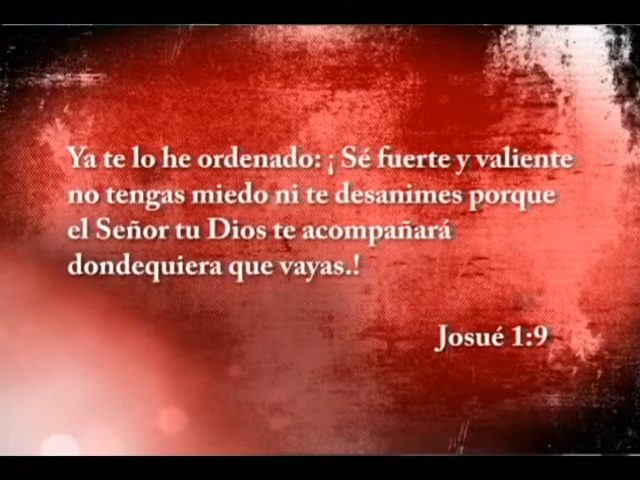 Ya te lo he ordenado: ¡ Sé fuerte y valiente
no tengas miedo ni te desanimes porque
el Señor tu Dios te acompañará
dondequiera que vayas.!
Josué 1:9